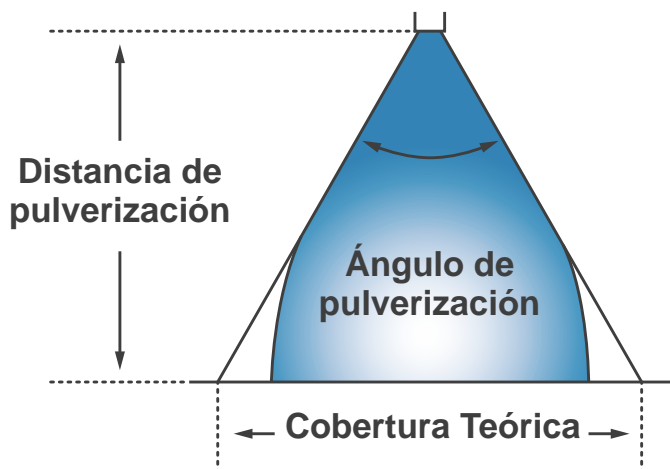 Distancia de
pulverización
Ángulo de
pulverización
Cobertura Teórica